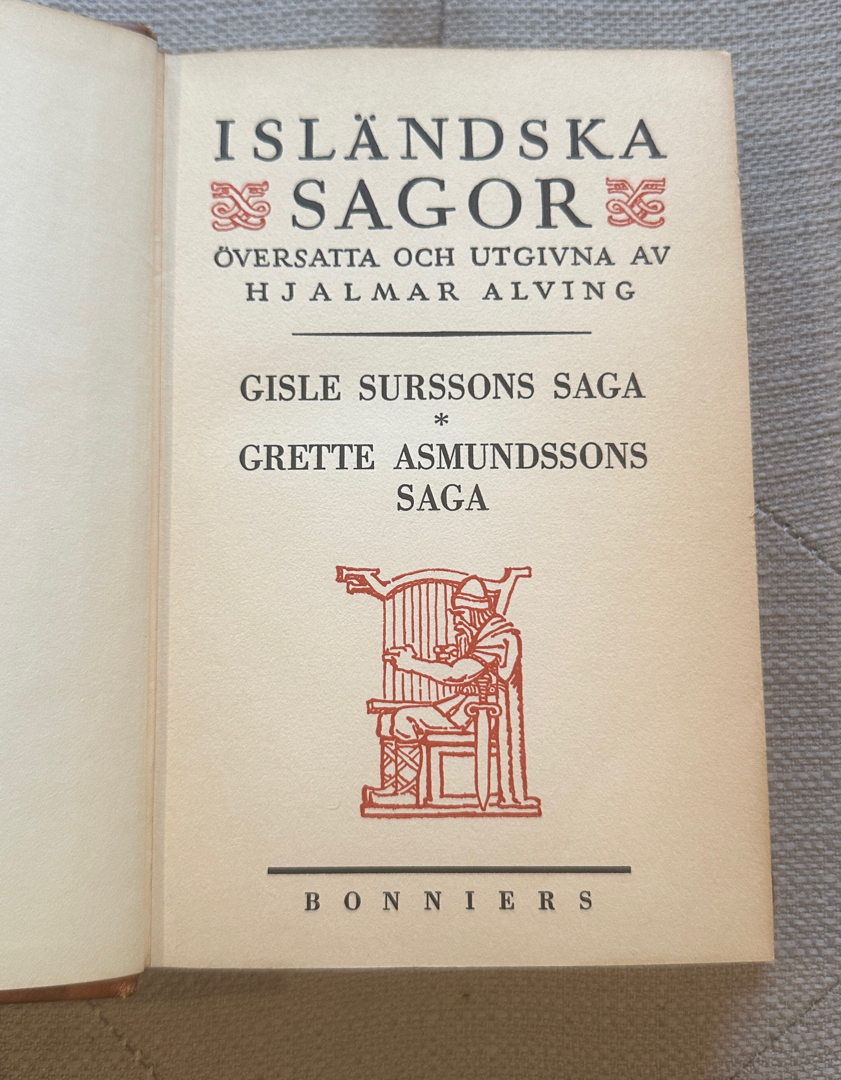 ISLÄNDSKA
SAGOR
ÖVERSATTA OCH UTGIVNA AV
HJALMAR ALVING
GISLE SURSSONS SAGA
*
GRETTE ASMUNDSSONS
SAGA
BONNIERS